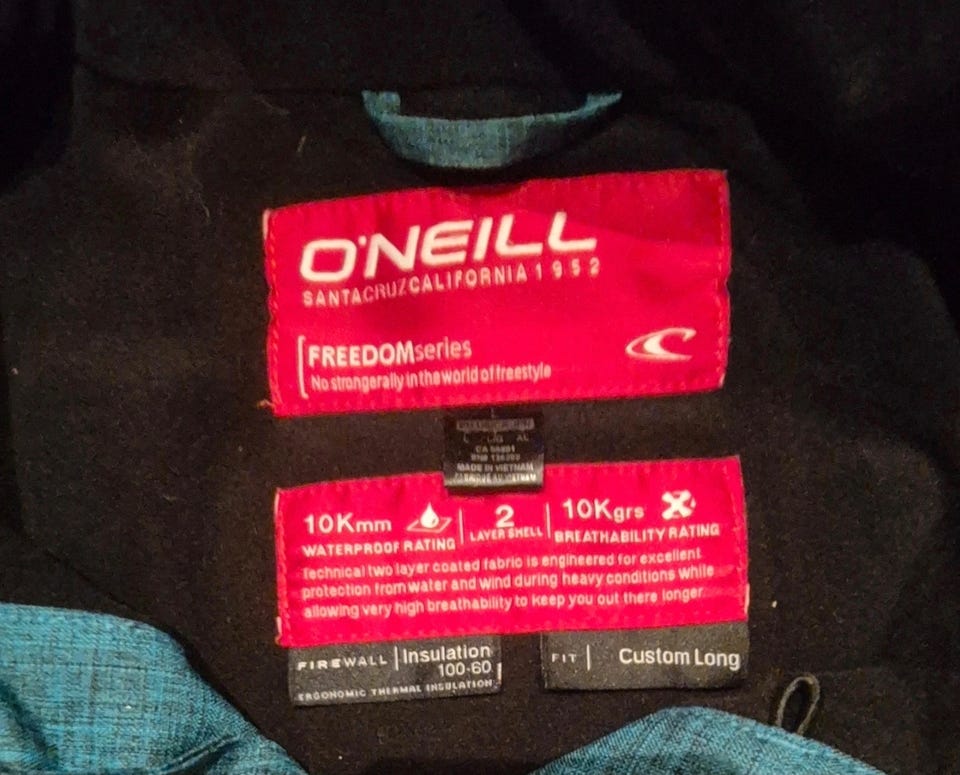 O'NEILL
SANTACRUZCALIFORNIA1952
FREEDOMseries
No strongerally in the world of freestyle
L LRG AL
MADE IN VIETNAM
10Kmm
WATERPROOF RATING
2
LAYER SHELL
10Kgrs
BREATHABILITY RATING
Technical two layer coated fabric is engineered for excellent
protection from water and wind during heavy conditions while
allowing very high breathability to keep you out there longer
FIREWALL
Insulation
100-60
ERGONOMIC THERMAL INSULATION
FIT
Custom Long